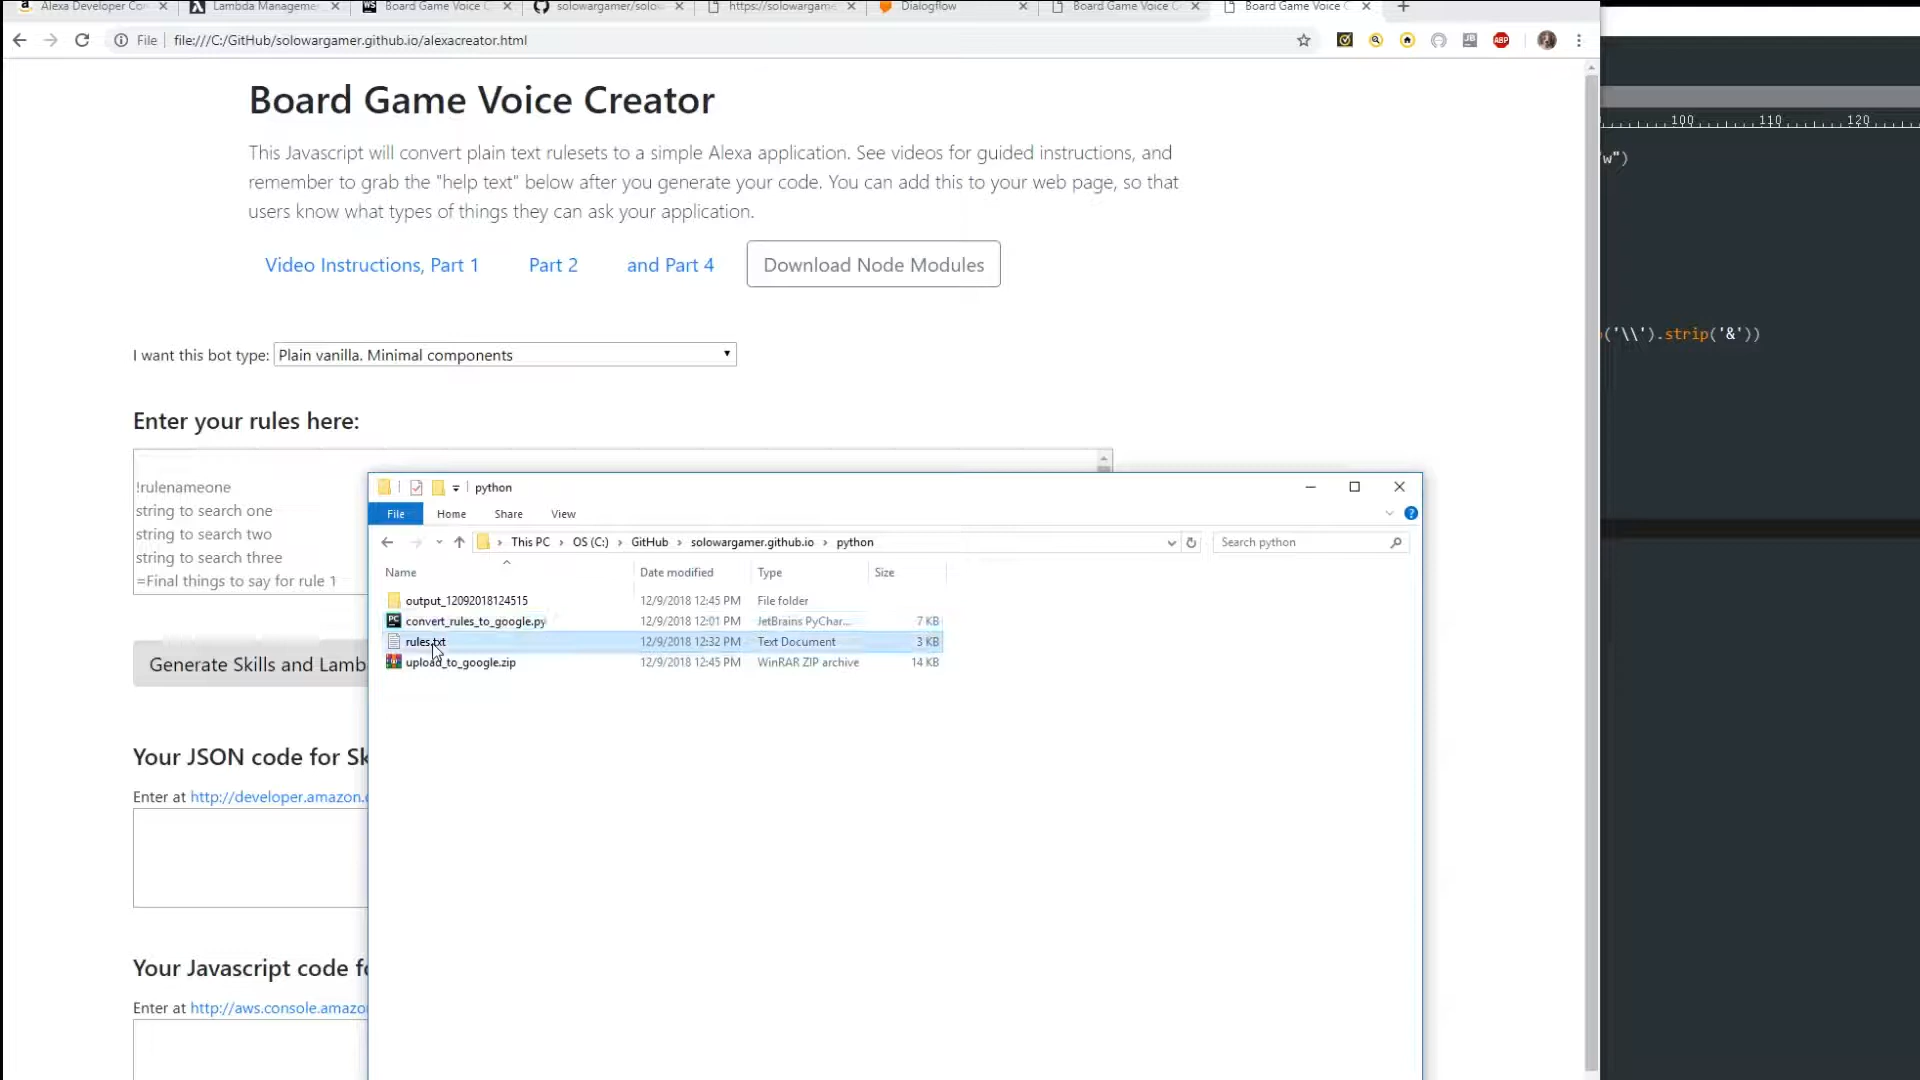 Alexa Developer Co
Lambda Manageme
Board Game Voice C
solowargamer/solo
https://solowargame
Dialogflow
Board Game Voice C
Board Game Voice C
File
file:///C:/GitHub/solowargamer.github.io/alexacreator.html
ABP
Board Game Voice Creator
This Javascript will convert plain text rulesets to a simple Alexa application. See videos for guided instructions, and
remember to grab the "help text" below after you generate your code. You can add this to your web page, so that
users know what types of things they can ask your application.
Video Instructions, Part 1
Part 2
and Part 4
Download Node Modules
100 110 120
"w")
('\\').strip('&'))
I want this bot type: Plain vanilla. Minimal components
Enter your rules here:
!rulenameone
string to search one
string to search two
string to search three
=Final things to say for rule 1
Generate Skills and Lamb
Your JSON code for Sk
Enter at http://developer.amazon.c
Your Javascript code fo
Enter at http://aws.console.amazo
python
File Home Share View
This PC › OS (C:) › GitHub › solowargamer.github.io › python
Search python
Name Date modified Type Size
output_12092018124515 12/9/2018 12:45 PM File folder
convert_rules_to_google.py 12/9/2018 12:01 PM JetBrains PyChar... 7 KB
rules.txt 12/9/2018 12:32 PM Text Document 3 KB
upload_to_google.zip 12/9/2018 12:45 PM WinRAR ZIP archive 14 KB